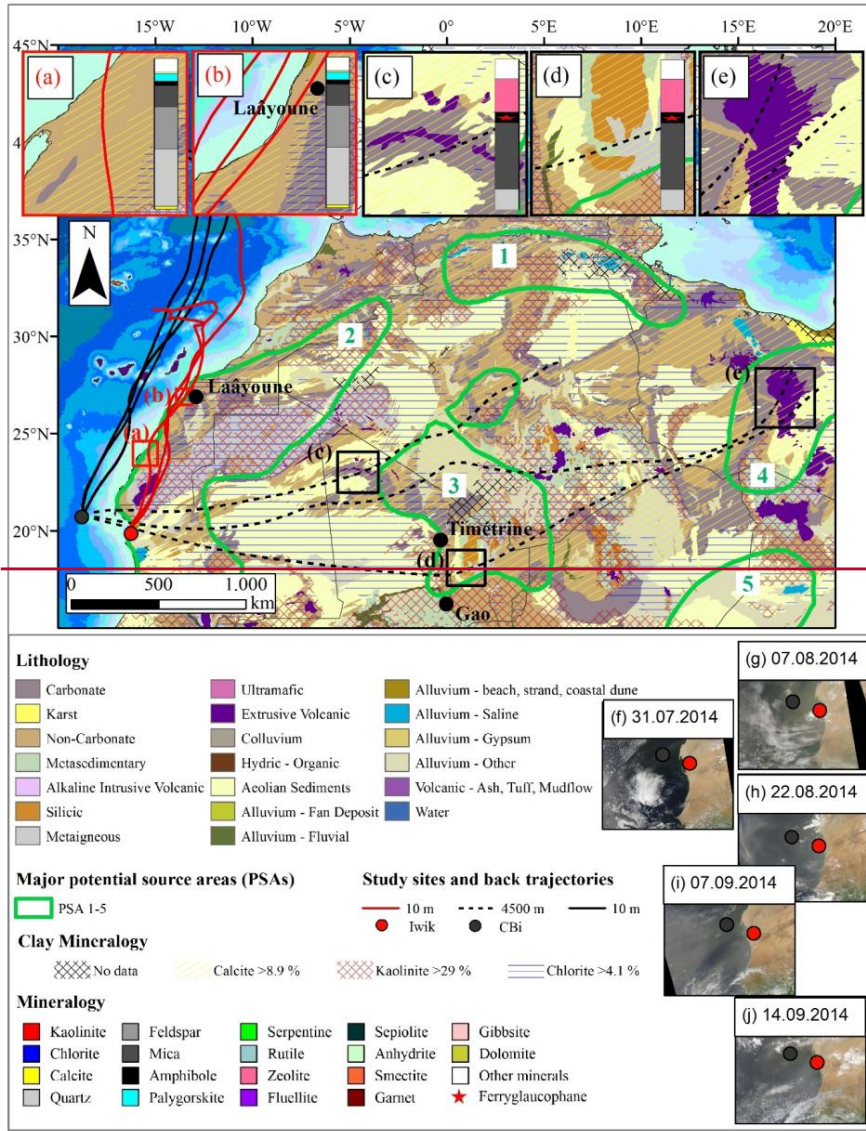 15°W 10°W 5°W 0° 5°E 10°E 15°E 20°E
45°N
(a) (b) (c) (d) (e)
Laâyoune
40°N
35°N
N
1
30°N
2
Laâyoune
(b)
(e)
25°N
(a)
(c)
3
4
20°N
Timétrine
(d)
5
0 500 1.000
km
Gao
Lithology
Carbonate Ultramafic Alluvium - beach, strand, coastal dune
Karst Extrusive Volcanic Alluvium - Saline
Non-Carbonate Colluvium Alluvium - Gypsum
Metasedimentary Hydric - Organic Alluvium - Other
Alkaline Intrusive Volcanic Aeolian Sediments Volcanic - Ash, Tuff, Mudflow
Silicic Alluvium - Fan Deposit Water
Metaigneous Alluvium - Fluvial
Major potential source areas (PSAs) Study sites and back trajectories
PSA 1-5 10 m 4500 m 10 m
Iwik CBi
Clay Mineralogy
No data Calcite >8.9 % Kaolinite >29 % Chlorite >4.1 %
Mineralogy
Kaolinite Feldspar Serpentine Sepiolite Gibbsite
Chlorite Mica Rutile Anhydrite Dolomite
Calcite Amphibole Zeolite Smectite Other minerals
Quartz Palygorskite Fluellite Garnet Ferryglaucophane
(f) 31.07.2014
(g) 07.08.2014
(h) 22.08.2014
(i) 07.09.2014
(j) 14.09.2014